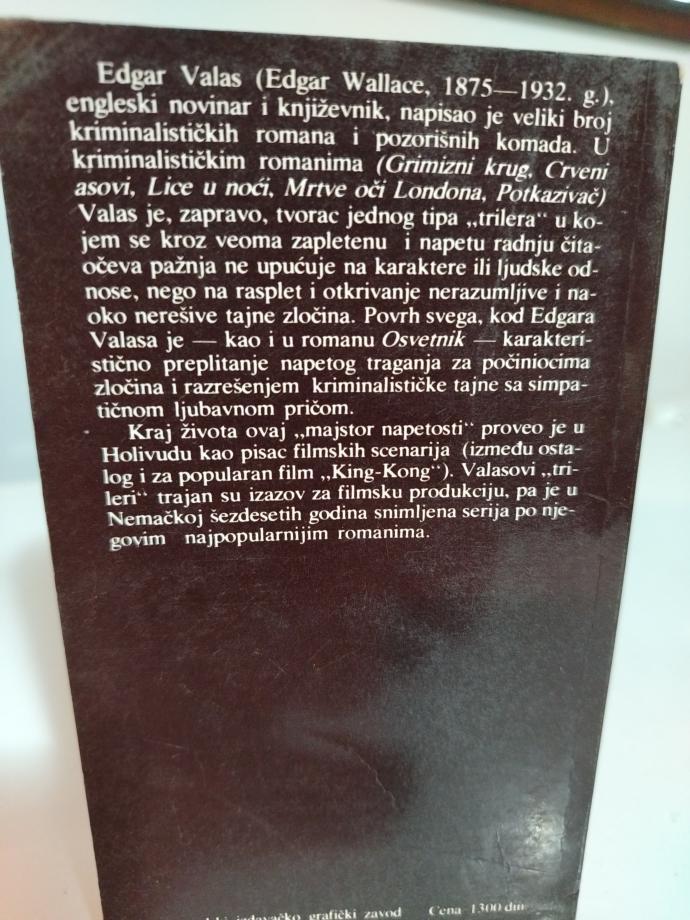 Edgar Valas (Edgar Wallace, 1875—1932. g.),
engleski novinar i književnik, napisao je veliki broj
kriminalističkih romana i pozorišnih komada. U
kriminalističkim romanima (Grimizni krug, Crveni
asovi, Lice u noći, Mrtve oči Londona, Potkazivač)
Valas je, zapravo, tvorac jednog tipa „trilera“ u ko-
jem se kroz veoma zapletenu i napetu radnju čita-
očeva pažnja ne upućuje na karaktere ili ljudske od-
nose, nego na rasplet i otkrivanje nerazumljive i na-
oko nerešive tajne zločina. Povrh svega, kod Edgara
Valasa je — kao i u romanu Osvetnik — karakteri-
stično preplitanje napetog traganja za počiniocima
zločina i razrešenjem kriminalističke tajne sa simpa-
tičnom ljubavnom pričom.
Kraj života ovaj „majstor napetosti“ proveo je u
Holivudu kao pisac filmskih scenarija (između osta-
log i za popularan film „King-Kong“). Valasovi „tri-
leri“ trajan su izazov za filmsku produkciju, pa je u
Nemačkoj šezdesetih godina snimljena serija po nje-
govim najpopularnijim romanima.
grafički zavod Cena 1300 din.